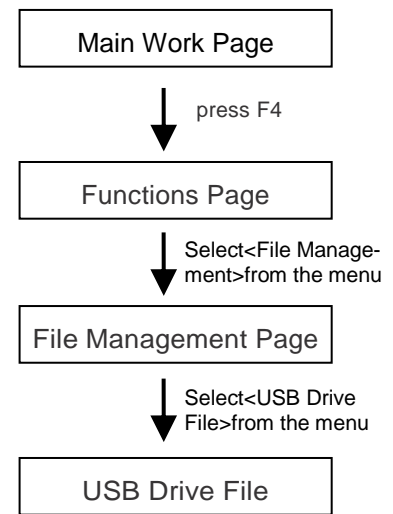 Main Work Page
press F4
Functions Page
Select<File Manage-
ment>from the menu
File Management Page
Select<USB Drive
File>from the menu
USB Drive File